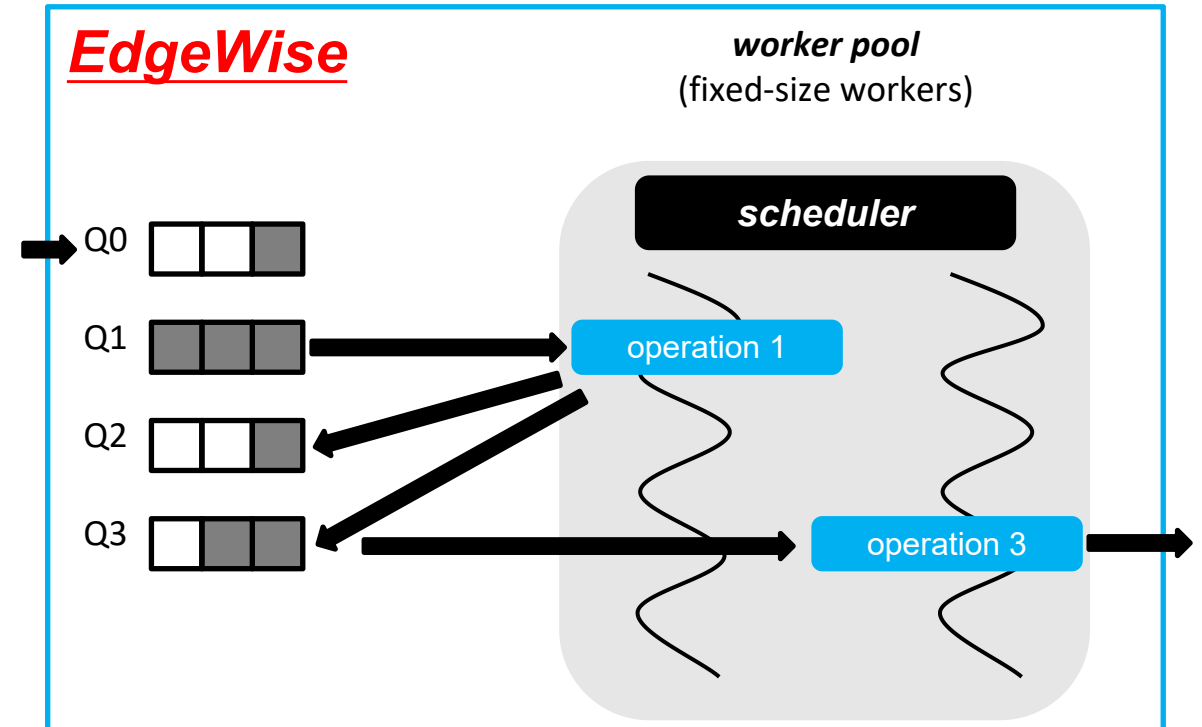 EdgeWise
worker pool
(fixed-size workers)
scheduler
Q0
Q1
operation 1
Q2
Q3
operation 3